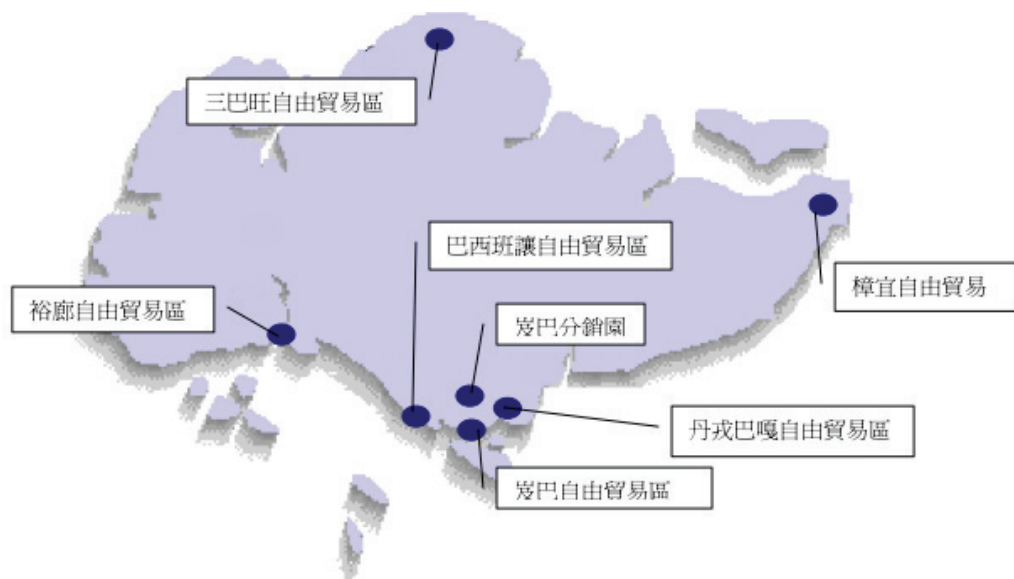 三巴旺自由貿易區
巴西班讓自由貿易區
樟宜自由貿易
裕廊自由貿易區
岌巴分銷園
丹戎巴嘎自由貿易區
岌巴自由貿易區